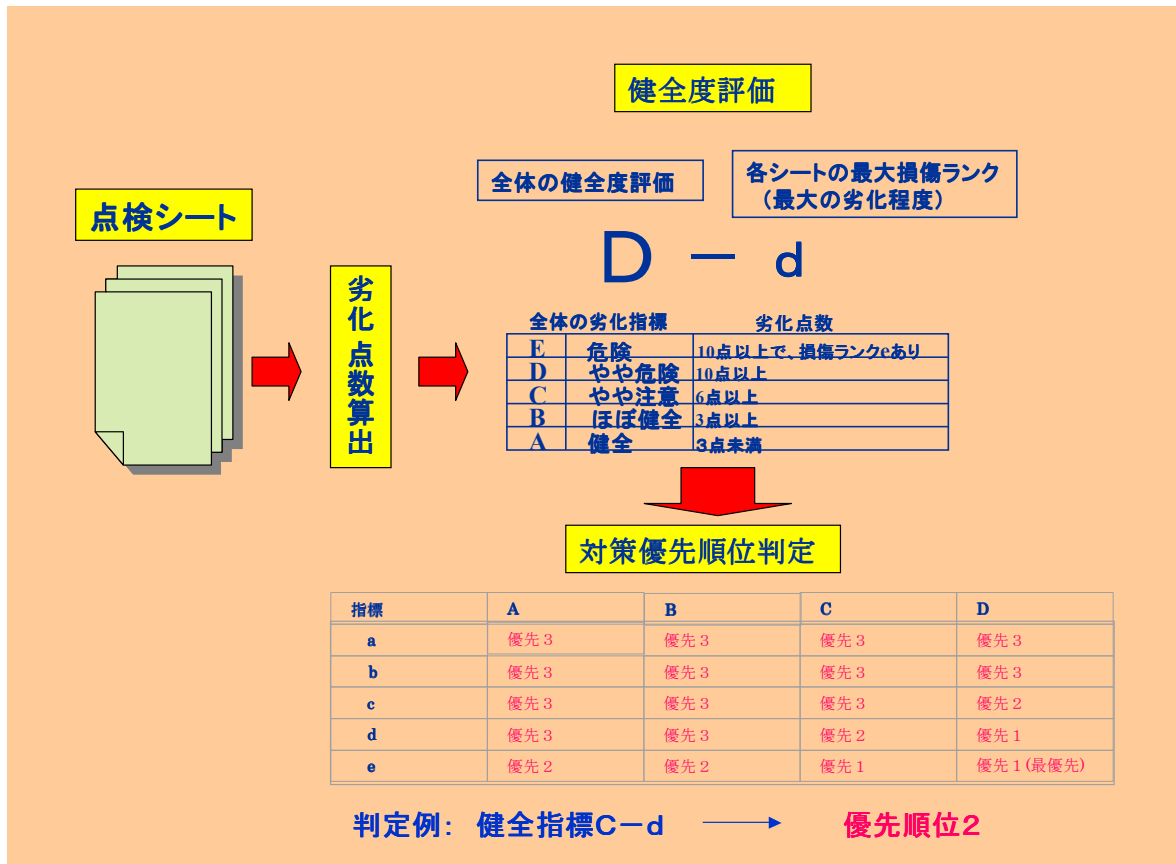 健全度評価
全体の健全度評価
各シートの最大損傷ランク
（最大の劣化程度）
点検シート
D － d
劣化点数算出
全体の劣化指標 劣化点数
E 危険 10点以上で、損傷ランクeあり
D やや危険 10点以上
C やや注意 6点以上
B ほぼ健全 3点以上
A 健全 ３点未満
対策優先順位判定
指標 A B C D
a 優先３ 優先３ 優先３ 優先３
b 優先３ 優先３ 優先３ 優先３
c 優先３ 優先３ 優先３ 優先２
d 優先３ 優先３ 優先２ 優先１
e 優先２ 優先２ 優先１ 優先１(最優先)
判定例： 健全指標C－d 優先順位２